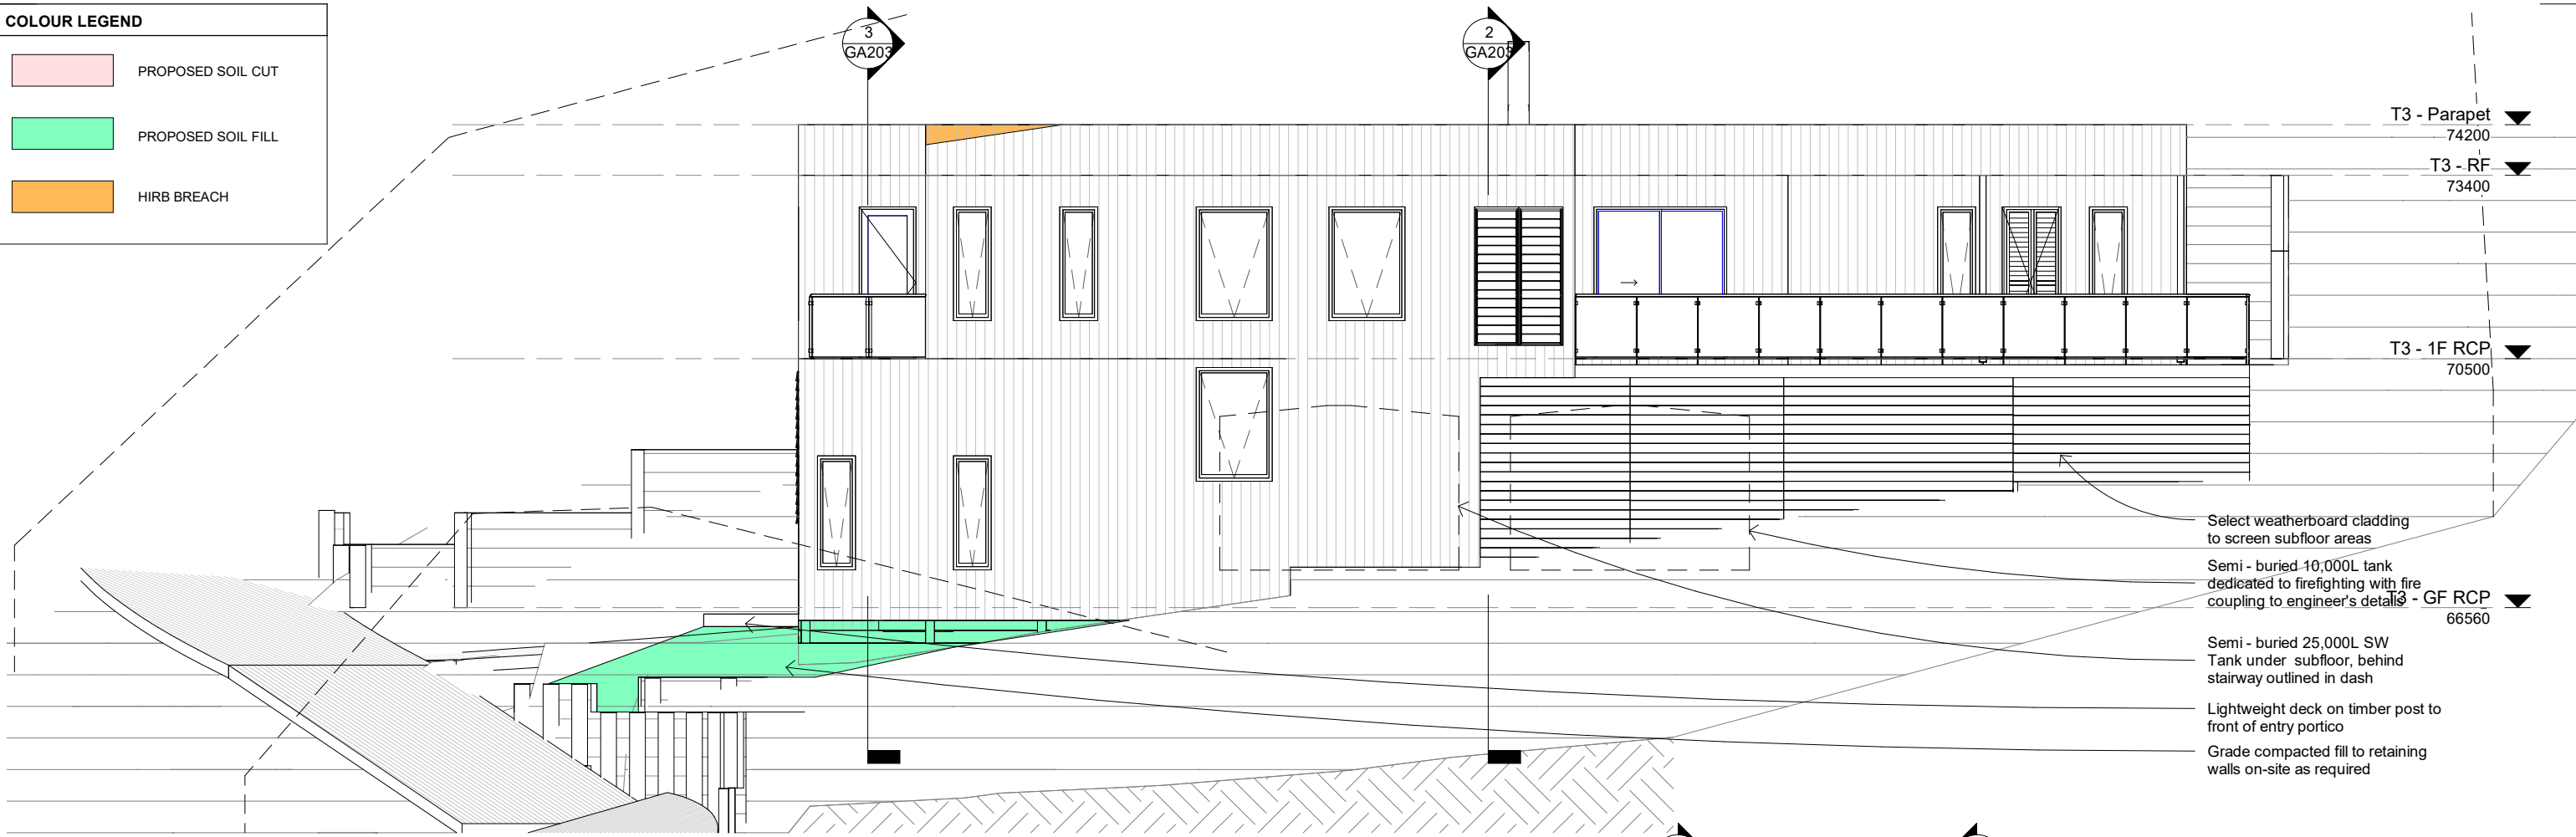 COLOUR LEGEND
PROPOSED SOIL CUT
PROPOSED SOIL FILL
HIRB BREACH
3
GA203
2
GA203
T3 - Parapet
74200
T3 - RF
73400
T3 - 1F RCP
70500
Select weatherboard cladding
to screen subfloor areas
Semi - buried 10,000L tank
dedicated to firefighting with fire
coupling to engineer's details
T3 - GF RCP
66560
Semi - buried 25,000L SW
Tank under subfloor, behind
stairway outlined in dash
Lightweight deck on timber post to
front of entry portico
Grade compacted fill to retaining
walls on-site as required